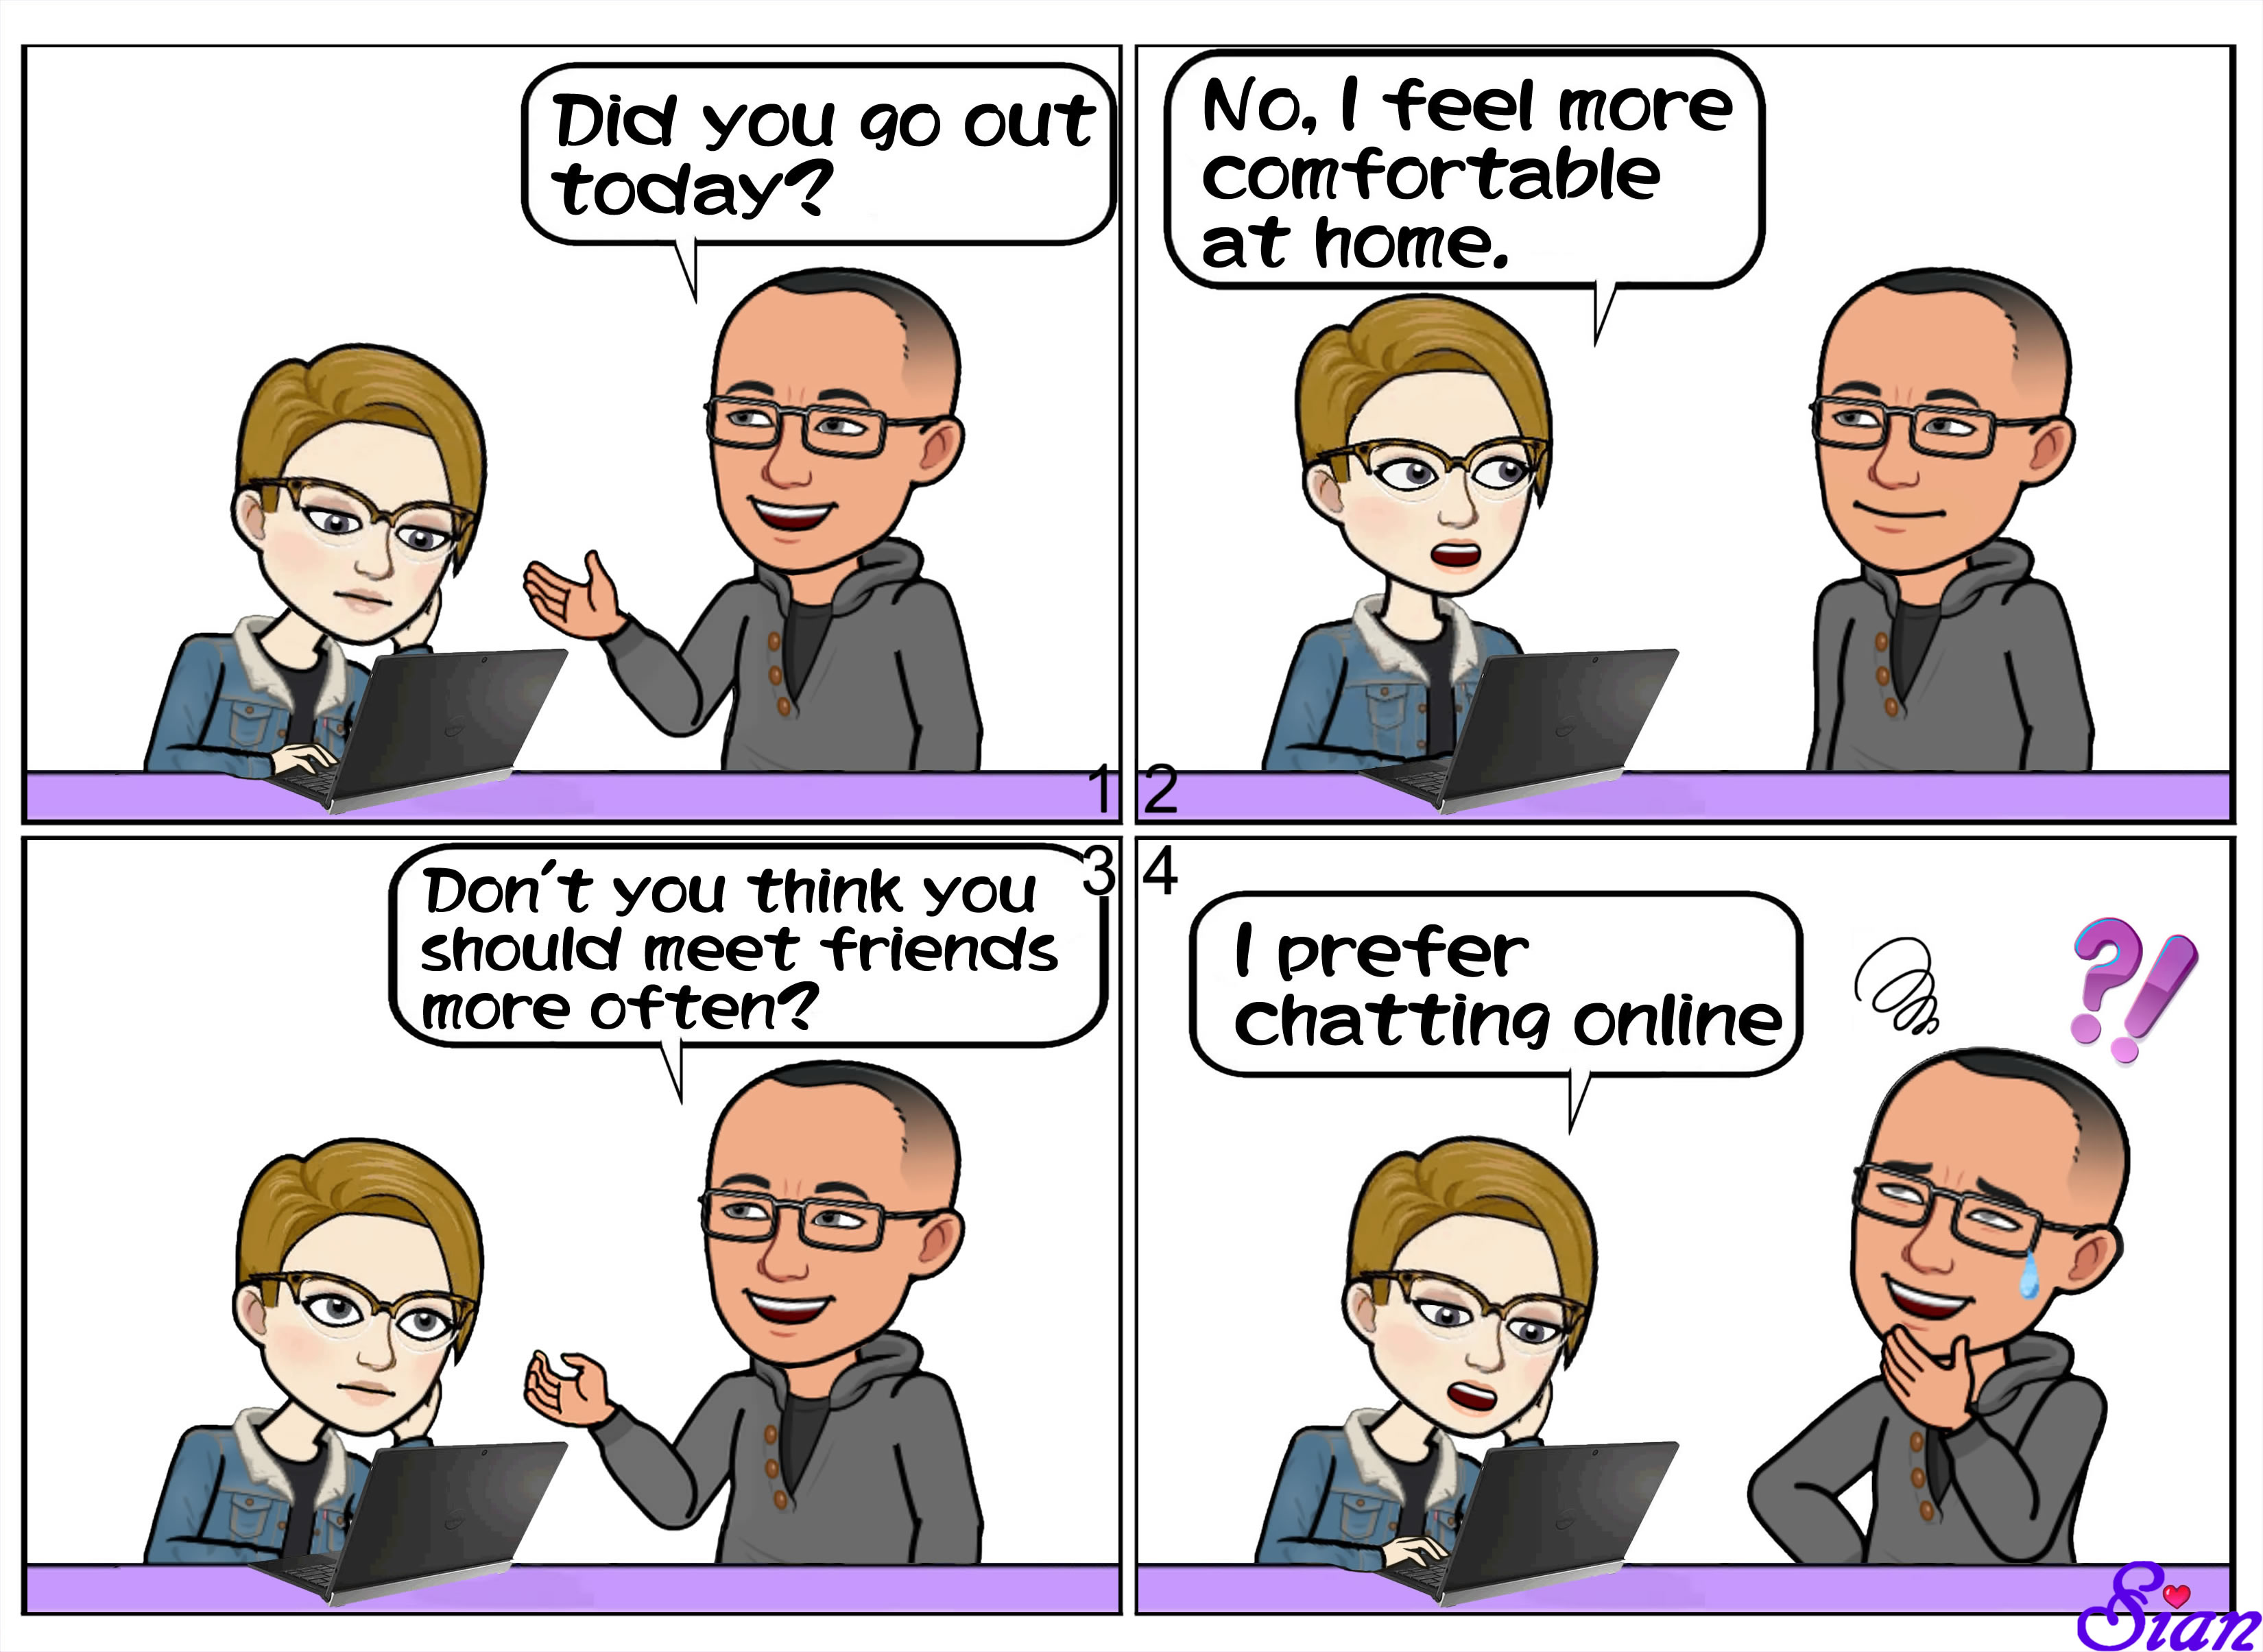 Did you go out
today?
1
No, I feel more
comfortable
at home.
2
Don't you think you
should meet friends
more often?
3
4
I prefer
chatting online
?!
Sian